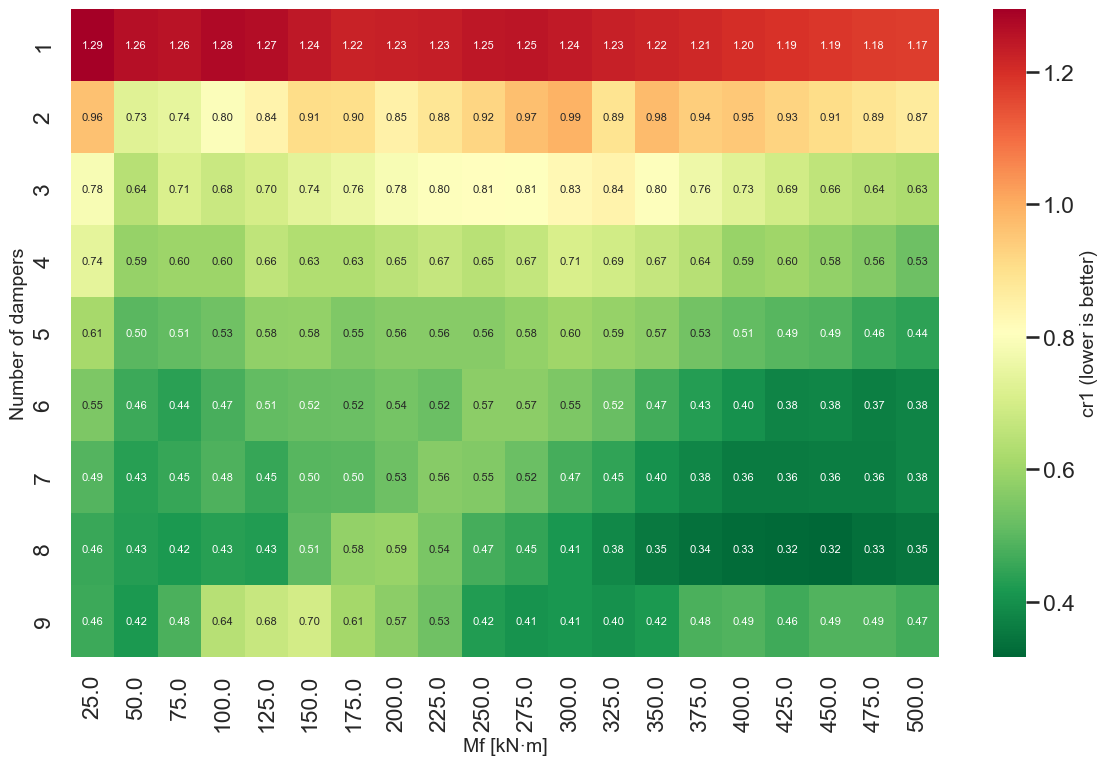 1 1.29 1.26 1.26 1.28 1.27 1.24 1.22 1.23 1.23 1.25 1.25 1.24 1.23 1.22 1.21 1.20 1.19 1.19 1.18 1.17
2 0.96 0.73 0.74 0.80 0.84 0.91 0.90 0.85 0.88 0.92 0.97 0.99 0.89 0.98 0.94 0.95 0.93 0.91 0.89 0.87
3 0.78 0.64 0.71 0.68 0.70 0.74 0.76 0.78 0.80 0.81 0.81 0.83 0.84 0.80 0.76 0.73 0.69 0.66 0.64 0.63
4 0.74 0.59 0.60 0.60 0.66 0.63 0.63 0.65 0.67 0.65 0.67 0.71 0.69 0.67 0.64 0.59 0.60 0.58 0.56 0.53
5 0.61 0.50 0.51 0.53 0.58 0.58 0.55 0.56 0.56 0.56 0.58 0.60 0.59 0.57 0.53 0.51 0.49 0.49 0.46 0.44
6 0.55 0.46 0.44 0.47 0.51 0.52 0.52 0.54 0.52 0.57 0.57 0.55 0.52 0.47 0.43 0.40 0.38 0.38 0.37 0.38
7 0.49 0.43 0.45 0.48 0.45 0.50 0.50 0.53 0.56 0.55 0.52 0.47 0.45 0.40 0.38 0.36 0.36 0.36 0.36 0.38
8 0.46 0.43 0.42 0.43 0.43 0.51 0.58 0.59 0.54 0.47 0.45 0.41 0.38 0.35 0.34 0.33 0.32 0.32 0.33 0.35
9 0.46 0.42 0.48 0.64 0.68 0.70 0.61 0.57 0.53 0.42 0.41 0.41 0.40 0.42 0.48 0.49 0.46 0.49 0.49 0.47
25.0 50.0 75.0 100.0 125.0 150.0 175.0 200.0 225.0 250.0 275.0 300.0 325.0 350.0 375.0 400.0 425.0 450.0 475.0 500.0
Mf [kN·m]
Number of dampers
1.2
1.0
0.8
0.6
0.4
cr1 (lower is better)